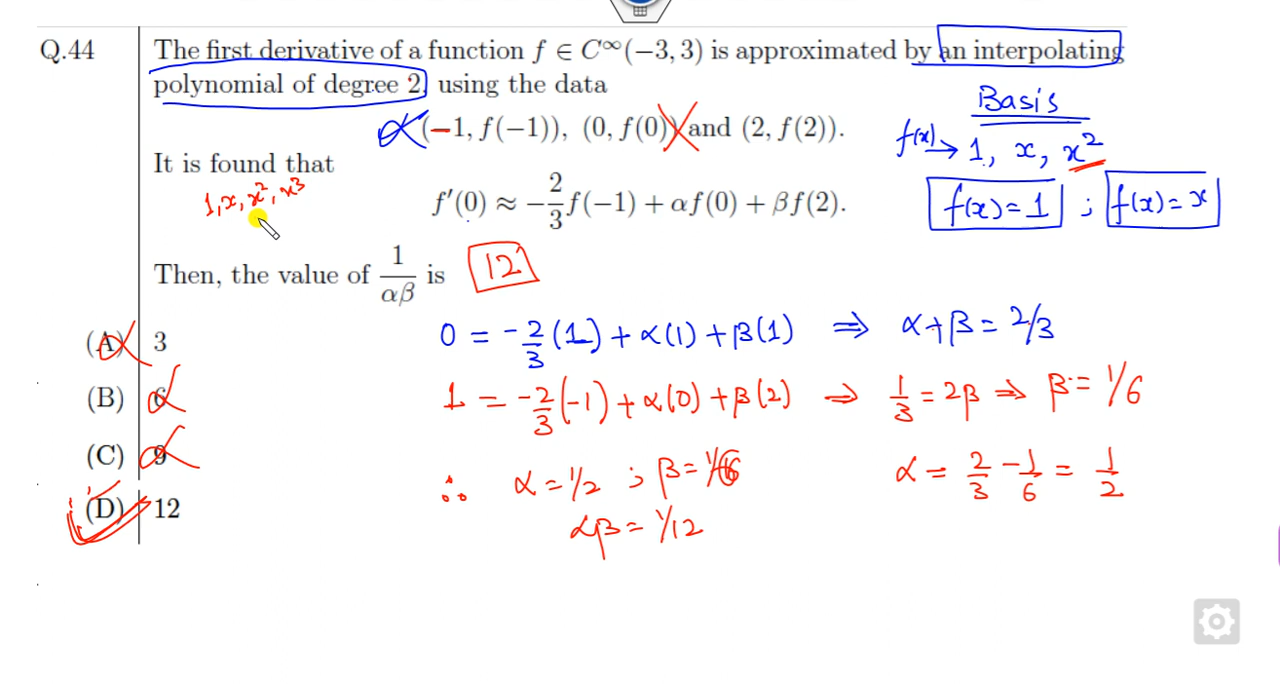 Q.44 The first derivative of a function f ∈ C∞(−3, 3) is approximated by an interpolating
polynomial of degree 2, using the data
Basis
α(−1, f(−1)), (0, f(0)) and (2, f(2)).
f(x) → 1, x, x²
It is found that
1, x, x², x³
f′(0) ≈ −2/3 f(−1) + αf(0) + βf(2).
f(x) = 1 ; f(x) = x
Then, the value of 1/αβ is 12
0 = −2/3 (1) + α(1) + β(1) ⇒ α+β = 2/3
(A) 3
1 = −2/3 (−1) + α(0) + β(2) ⇒ 1/3 = 2β ⇒ β = 1/6
(B) 6
(C) 9
∴ α = 1/2 ; β = 1/6
α = 2/3 − 1/6 = 1/2
(D) 12
αβ = 1/12